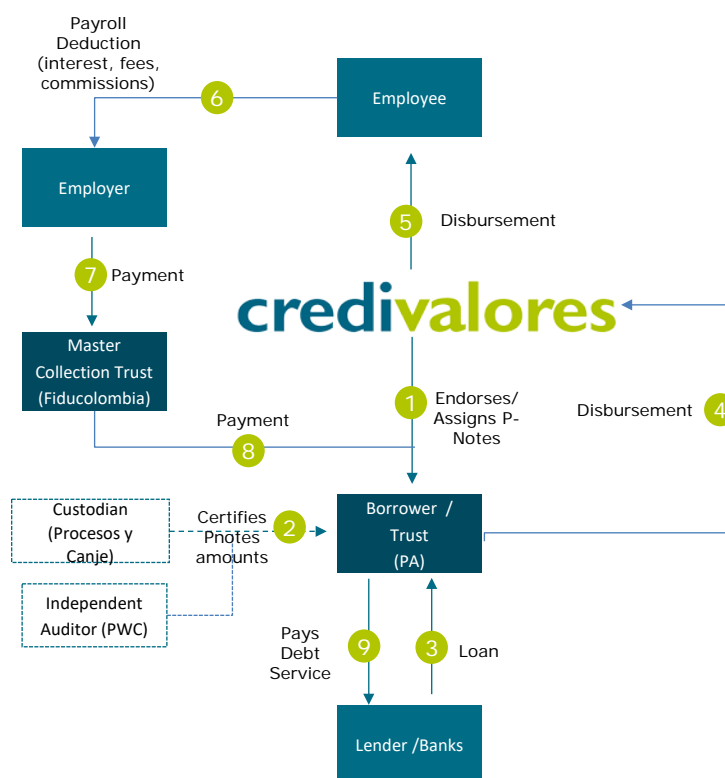 Payroll
Deduction
(interest, fees,
commissions)
6
Employee
Employer
5
Disbursement
7
Payment
credivalores
Master
Collection Trust
(Fiducolombia)
1
Endorses/
Assigns P-
Notes
Disbursement
4
Payment
8
Custodian
(Procesos y
Canje)
Certifies
Pnotes
amounts
2
Borrower /
Trust
(PA)
Independent
Auditor (PWC)
Pays
Debt
Service
9
3
Loan
Lender /Banks